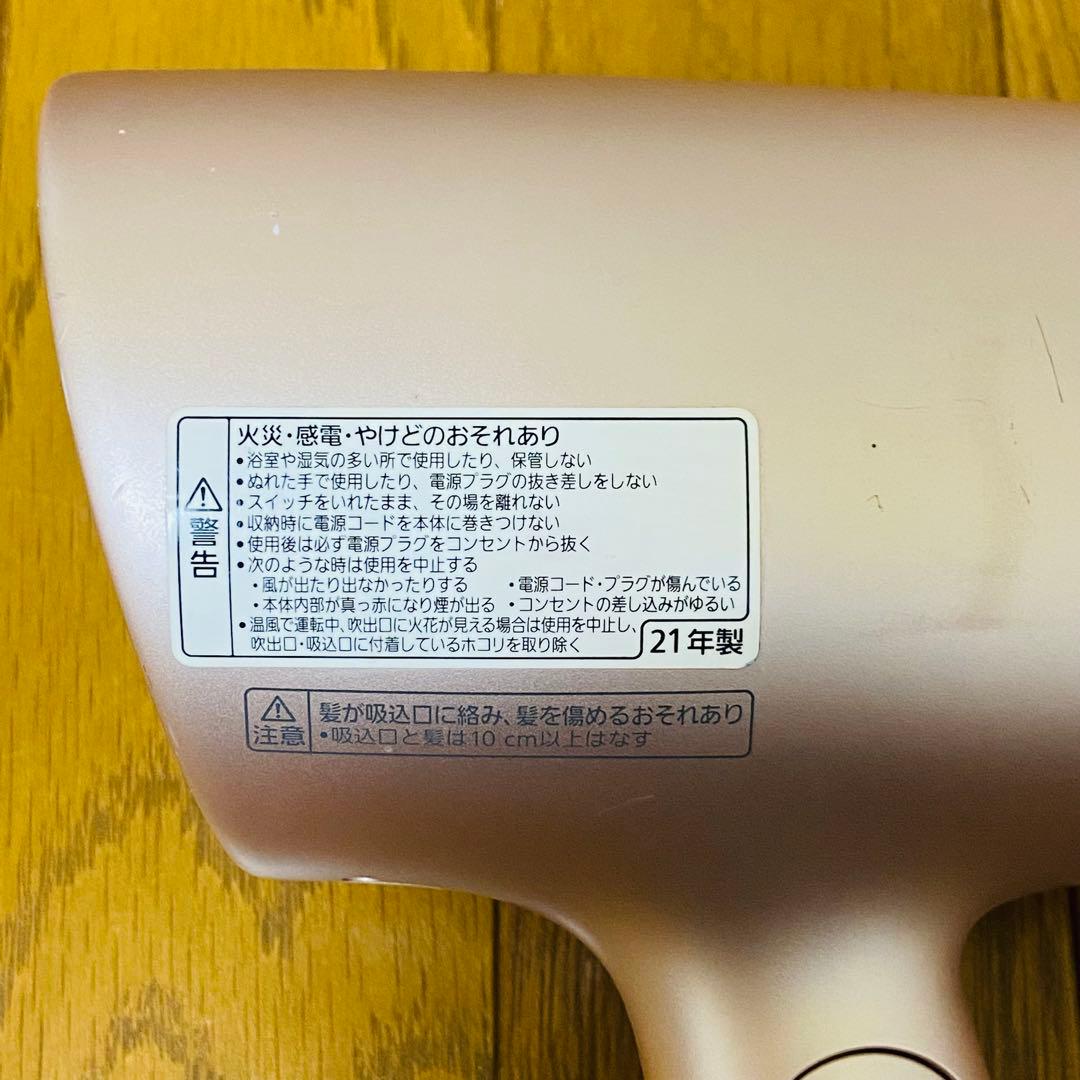 警告
火災・感電・やけどのおそれあり
•浴室や湿気の多い所で使用したり、保管しない
•ぬれた手で使用したり、電源プラグの抜き差しをしない
•スイッチをいれたまま、その場を離れない
•収納時に電源コードを本体に巻きつけない
•使用後は必ず電源プラグをコンセントから抜く
•次のような時は使用を中止する
・風が出たり出なかったりする ・電源コード・プラグが傷んでいる
・本体内部が真っ赤になり煙が出る ・コンセントの差し込みがゆるい
•温風で運転中、吹出口に火花が見える場合は使用を中止し、
吹出口・吸込口に付着しているホコリを取り除く
21年製
注意
髪が吸込口に絡み、髪を傷めるおそれあり
•吸込口と髪は10 cm以上はなす